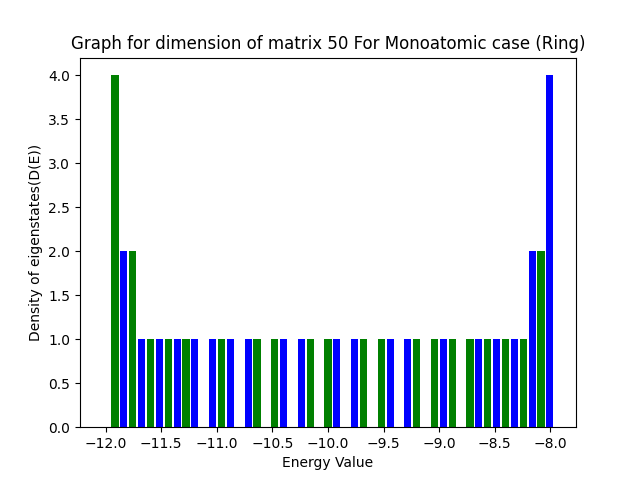 Graph for dimension of matrix 50 For Monoatomic case (Ring)
4.0
3.5
3.0
2.5
2.0
1.5
1.0
0.5
0.0
Density of eigenstates(D(E))
−12.0 −11.5 −11.0 −10.5 −10.0 −9.5 −9.0 −8.5 −8.0
Energy Value